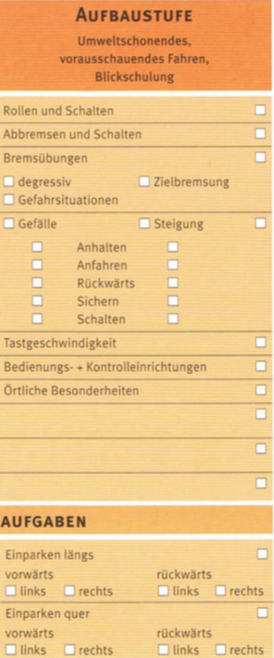 AUFBAUSTUFE
Umweltschonendes,
vorausschauendes Fahren,
Blickschulung
Rollen und Schalten
Abbremsen und Schalten
Bremsübungen
degressiv Zielbremsung
Gefahrsituationen
Gefälle Steigung
Anhalten
Anfahren
Rückwärts
Sichern
Schalten
Tastgeschwindigkeit
Bedienungs- + Kontrolleinrichtungen
Örtliche Besonderheiten
AUFGABEN
Einparken längs
vorwärts rückwärts
links rechts links rechts
Einparken quer
vorwärts rückwärts
links rechts links rechts